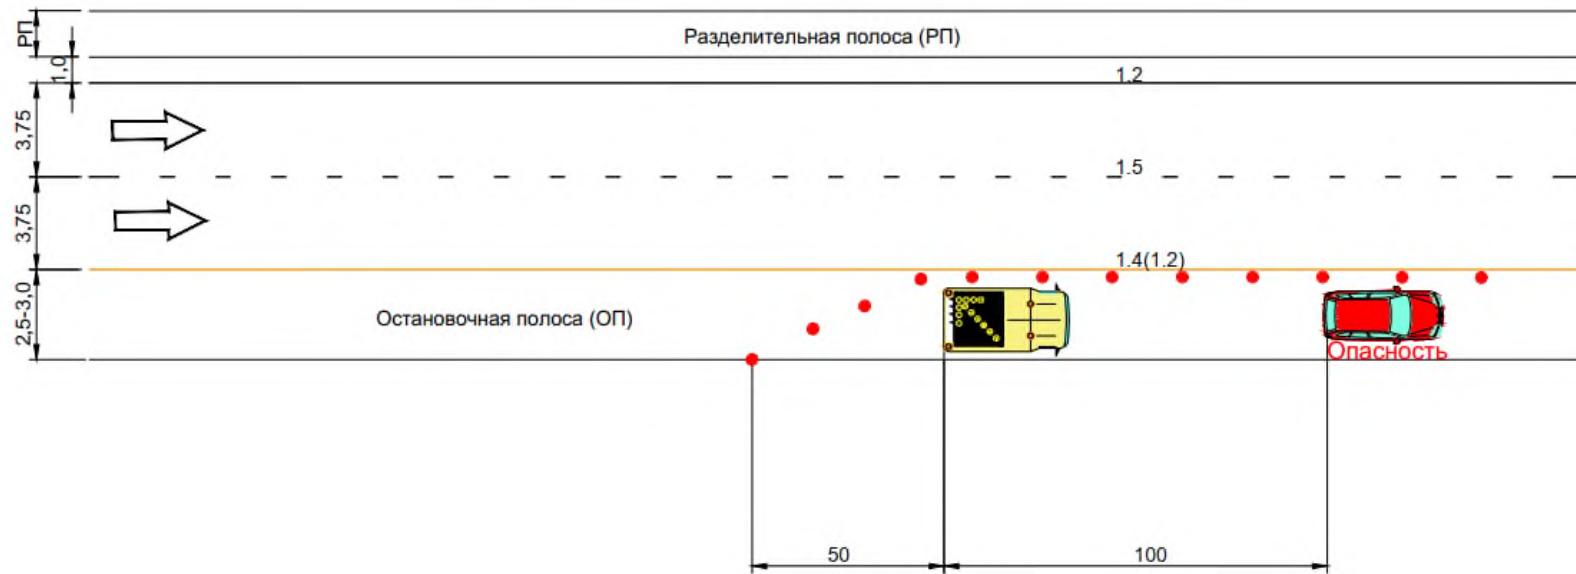 РП
Разделительная полоса (РП)
1,0
1.2
3,75
1.5
3,75
1.4(1.2)
2,5-3,0
Остановочная полоса (ОП)
Опасность
50
100